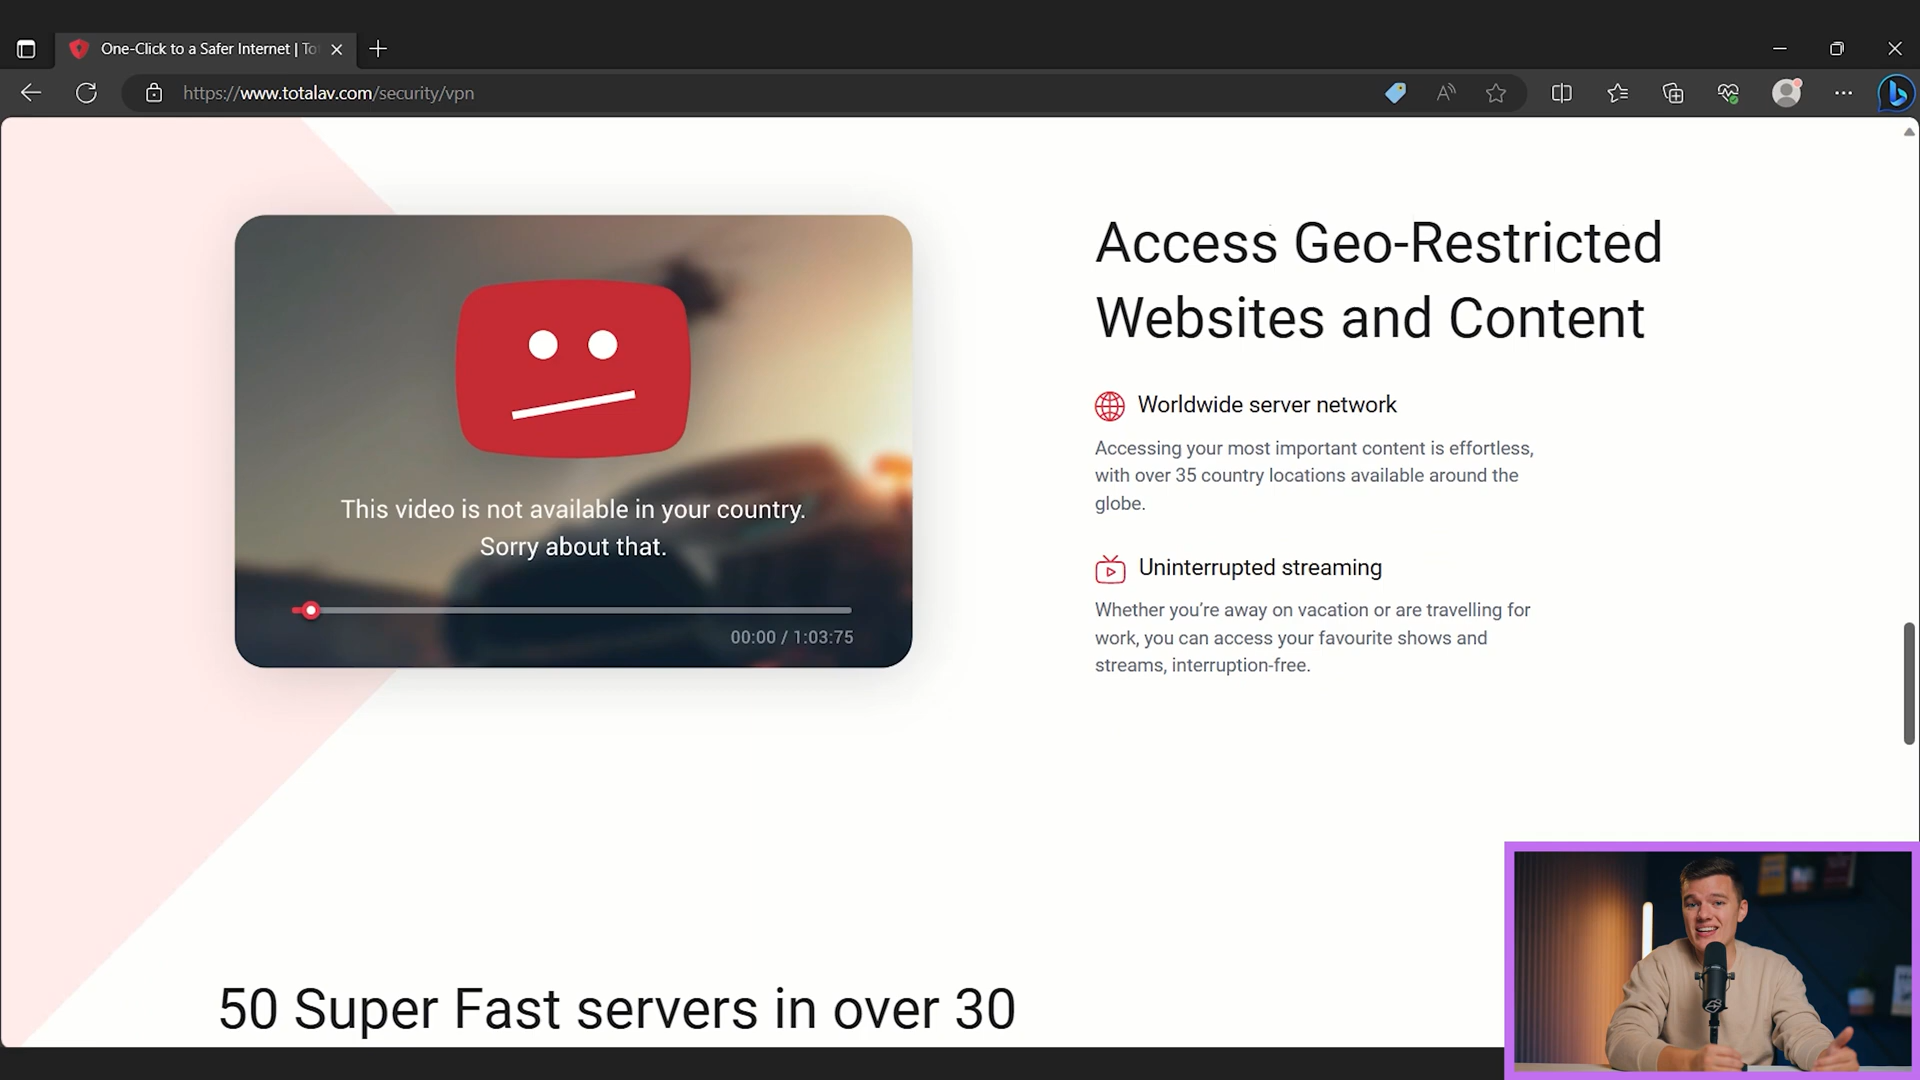 One-Click to a Safer Internet | To
https://www.totalav.com/security/vpn
This video is not available in your country.
Sorry about that.
00:00 / 1:03:75
Access Geo-Restricted
Websites and Content
Worldwide server network
Accessing your most important content is effortless,
with over 35 country locations available around the
globe.
Uninterrupted streaming
Whether you’re away on vacation or are travelling for
work, you can access your favourite shows and
streams, interruption-free.
50 Super Fast servers in over 30